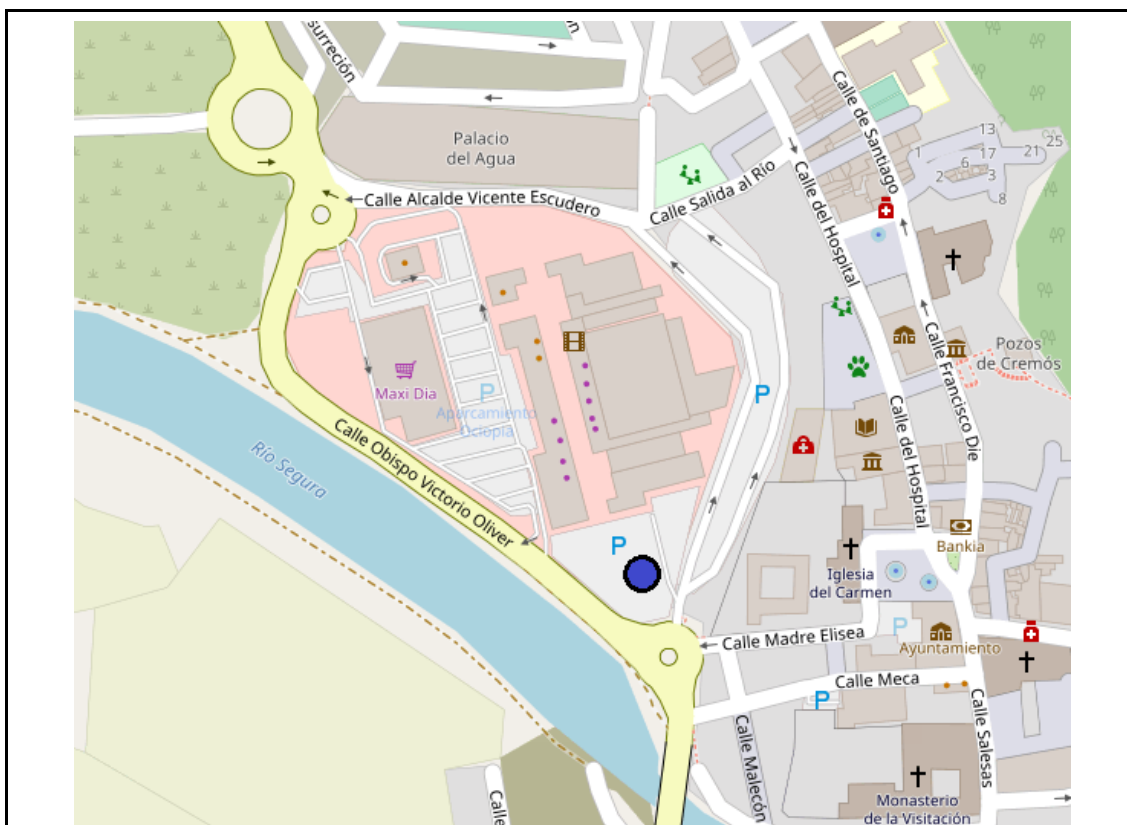 surreción
Palacio
del Agua
Calle Alcalde Vicente Escudero
Calle Salida al Río
Calle del Hospital
Calle de Santiago
13
25
1
17
21
6
2
3
8
Calle Francisco Die
Pozos
de Cremós
Maxi Dia
P
Aparcamiento
Ociopía
P
Río Segura
Calle Obispo Victorio Oliver
Calle del Hospital
P
Bankia
Iglesia
del Carmen
P
Calle Madre Elisea
Ayuntamiento
Calle Meca
P
Calle Salesas
Calle Malecón
Calle
Monasterio
de la Visitación